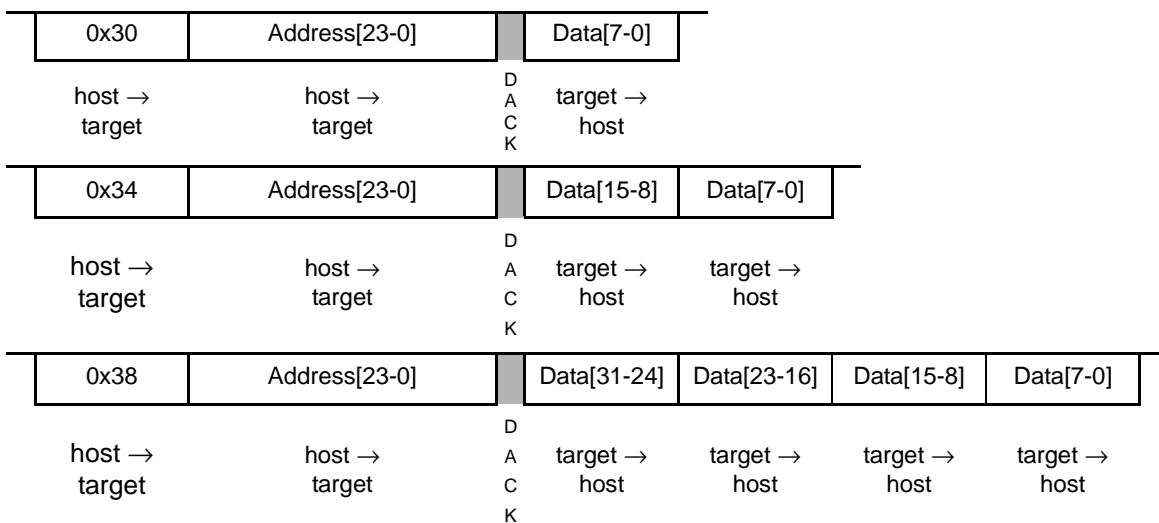 0x30 Address[23-0] Data[7-0]
host → host → D A C K target →
target target host
0x34 Address[23-0] Data[15-8] Data[7-0]
host → host → D A C K target → target →
target target host host
0x38 Address[23-0] Data[31-24] Data[23-16] Data[15-8] Data[7-0]
host → host → D A C K target → target → target → target →
target target host host host host